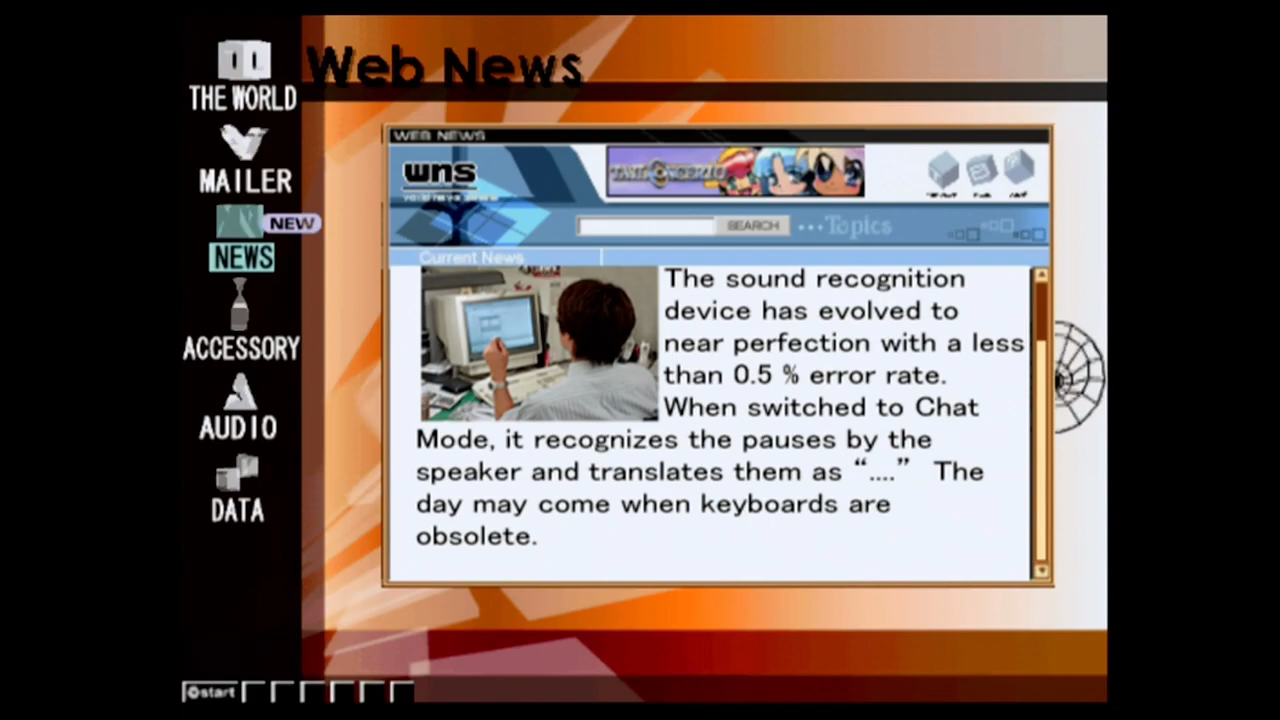 Web News
THE WORLD
MAILER
NEW
NEWS
ACCESSORY
AUDIO
DATA
start
WEB NEWS
wns
SEARCH
...Topics
Current News
The sound recognition
device has evolved to
near perfection with a less
than 0.5 % error rate.
When switched to Chat
Mode, it recognizes the pauses by the
speaker and translates them as “....” The
day may come when keyboards are
obsolete.